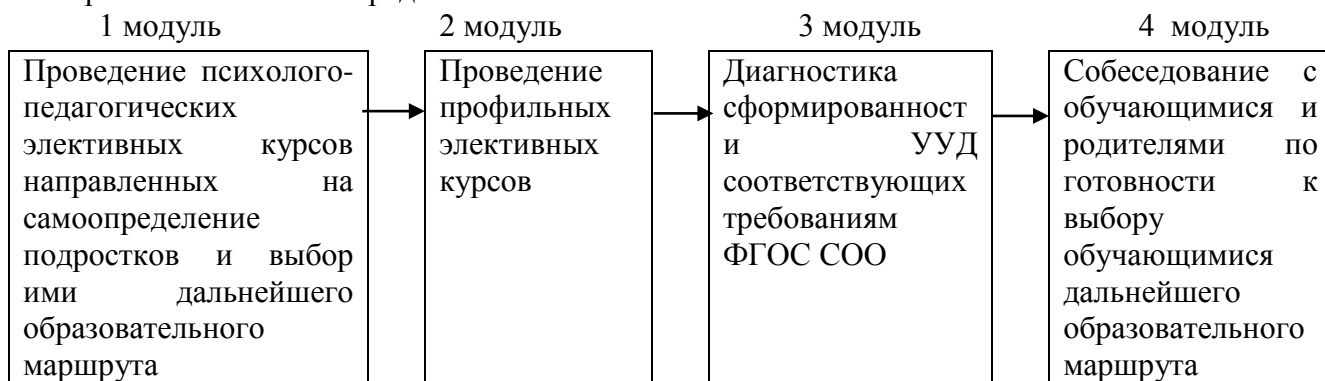 1 модуль
2 модуль
3 модуль
4 модуль
Проведение психолого-
педагогических
элективных курсов
направленных на
самоопределение
подростков и выбор
ими дальнейшего
образовательного
маршрута
Проведение
профильных
элективных
курсов
Диагностика
сформированност
и УУД
соответствующих
требованиям
ФГОС СОО
Собеседование с
обучающимися и
родителями по
готовности к
выбору
обучающимися
дальнейшего
образовательного
маршрута